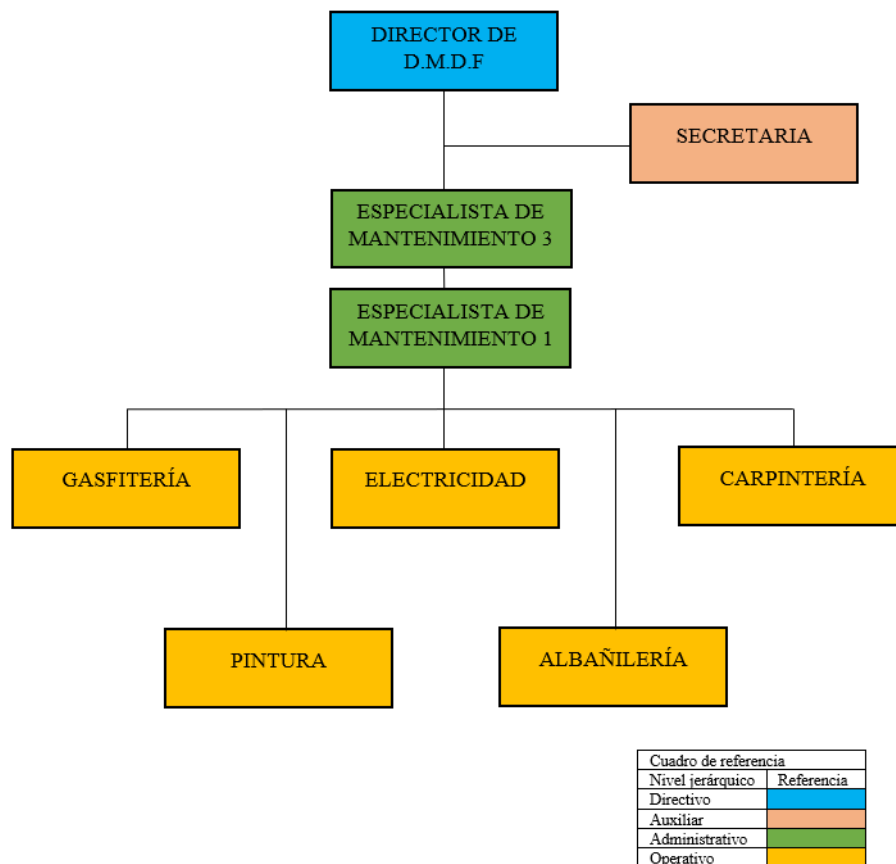 DIRECTOR DE
D.M.D.F
SECRETARIA
ESPECIALISTA DE
MANTENIMIENTO 3
ESPECIALISTA DE
MANTENIMIENTO 1
GASFITERÍA
ELECTRICIDAD
CARPINTERÍA
PINTURA
ALBAÑILERÍA
Cuadro de referencia
Nivel jerárquico Referencia
Directivo
Auxiliar
Administrativo
Operativo